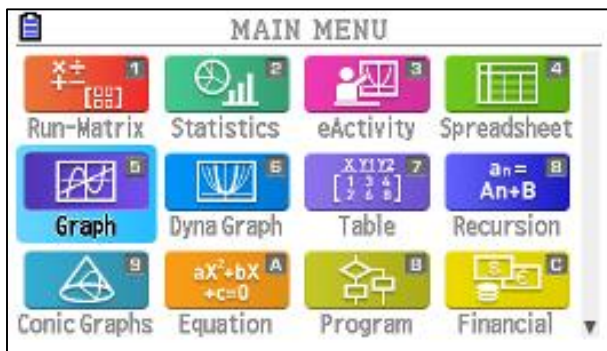 MAIN MENU
×÷+− [88] 1
2
3
4
Run-Matrix Statistics eActivity Spreadsheet
5
6
X Y1 Y2 [1 3 4 2 6 8] 7
an= An+B 8
Graph Dyna Graph Table Recursion
9
aX²+bX+c=0 A
B
$ € C
Conic Graphs Equation Program Financial